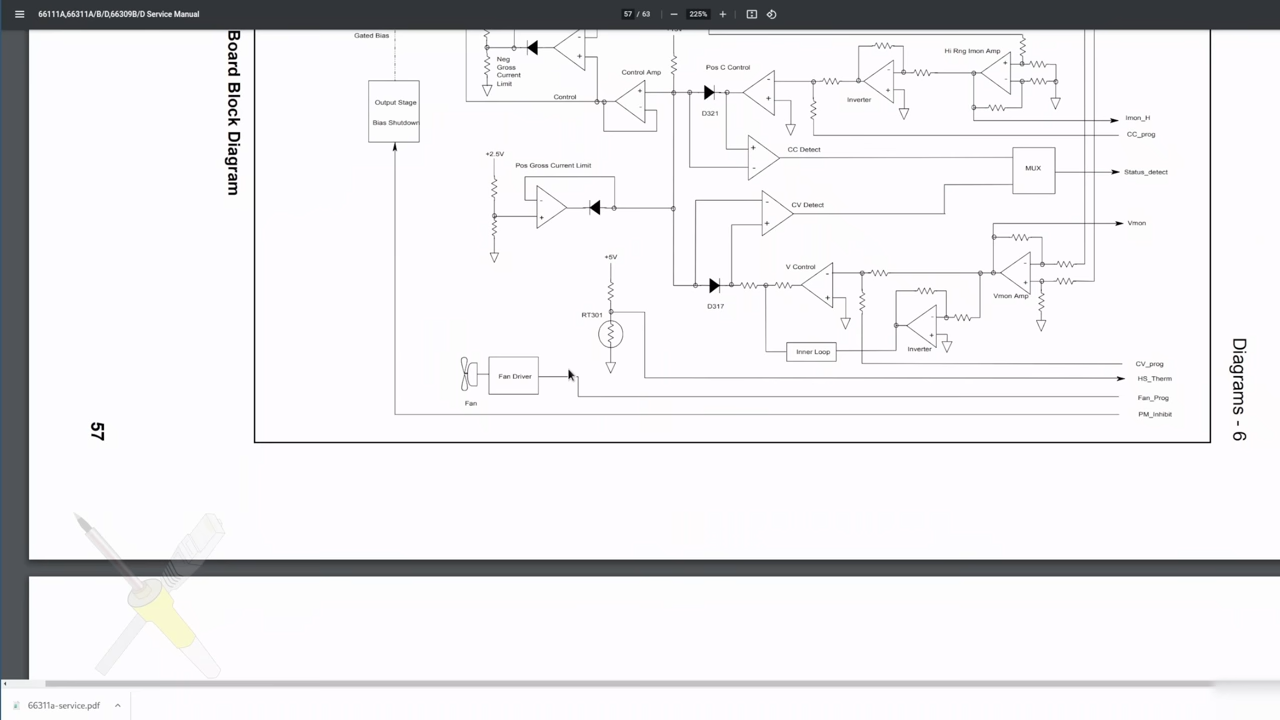 66111A,66311A/B/D,66309B/D Service Manual
57 / 63
225%
Gated Bias
Board Block Diagram
Neg
Gross
Current
Limit
Control Amp
Pos C Control
Hi Rng Imon Amp
Output Stage
Bias Shutdown
Control
D321
Inverter
Imon_H
CC_prog
+2.5V
Pos Gross Current Limit
CC Detect
MUX
Status_detect
CV Detect
Vmon
+5V
V Control
Vmon Amp
D317
RT301
Inner Loop
Inverter
CV_prog
HS_Therm
Fan Driver
Fan_Prog
Fan
PM_Inhibit
57
Diagrams - 6
66311a-service.pdf